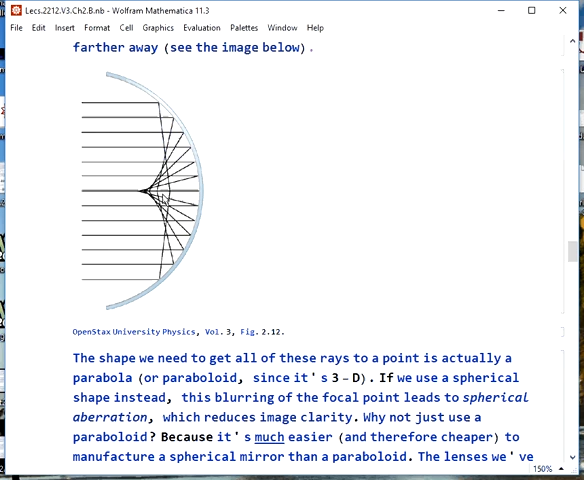 Lecs.2212.V3.Ch2.B.nb - Wolfram Mathematica 11.3
File Edit Insert Format Cell Graphics Evaluation Palettes Window Help
farther away (see the image below).
OpenStax University Physics, Vol. 3, Fig. 2.12.
The shape we need to get all of these rays to a point is actually a
parabola (or paraboloid, since it's 3-D). If we use a spherical
shape instead, this blurring of the focal point leads to spherical
aberration, which reduces image clarity. Why not just use a
paraboloid? Because it's much easier (and therefore cheaper) to
manufacture a spherical mirror than a paraboloid. The lenses we've
150%